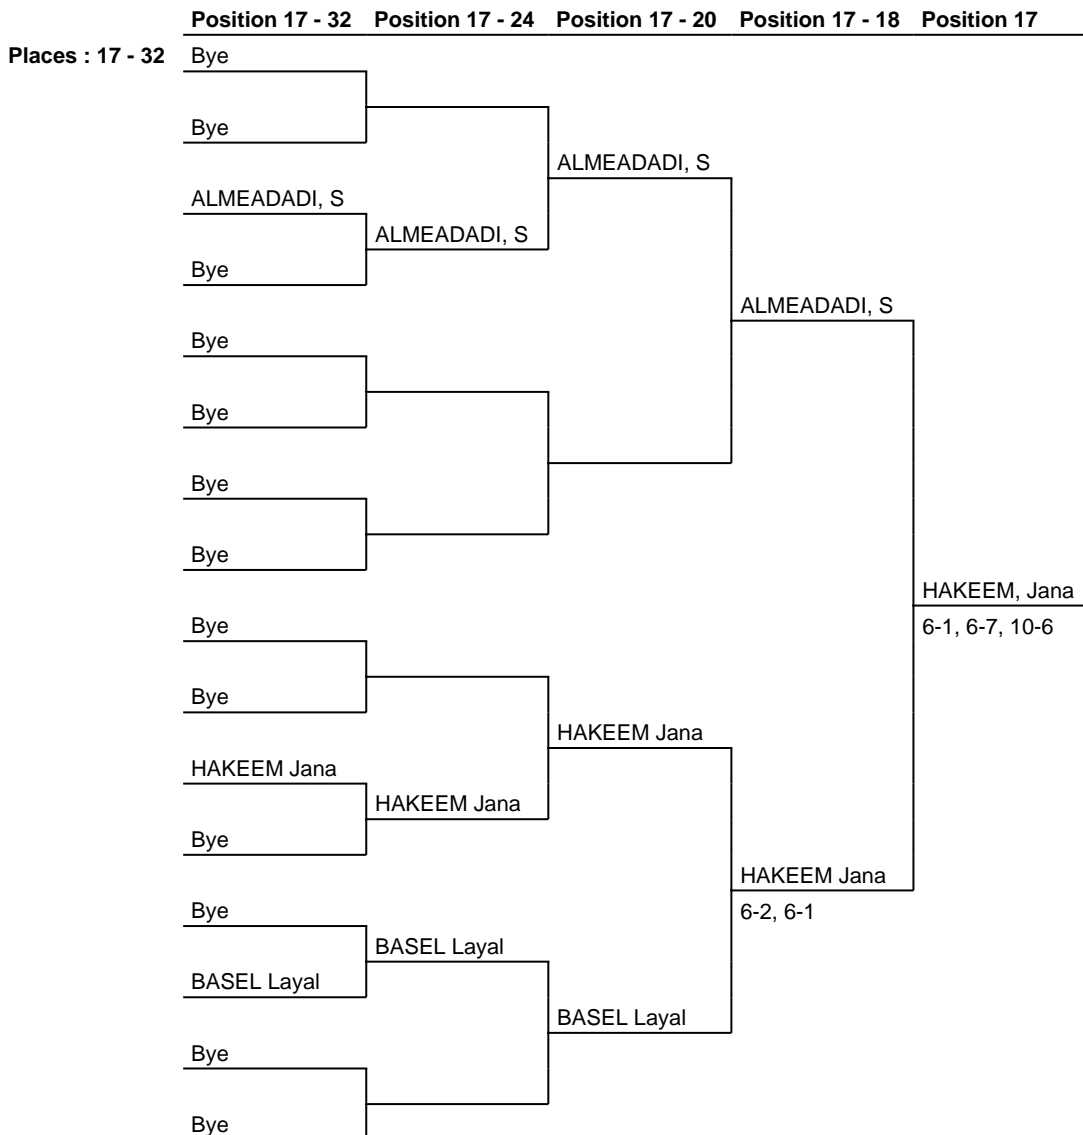 Position 17 - 32 Position 17 - 24 Position 17 - 20 Position 17 - 18 Position 17
Places : 17 - 32 Bye
Bye
ALMEADADI, S
ALMEADADI, S
ALMEADADI, S
Bye
ALMEADADI, S
Bye
Bye
Bye
Bye
HAKEEM, Jana
Bye
6-1, 6-7, 10-6
Bye
HAKEEM Jana
HAKEEM Jana
HAKEEM Jana
Bye
HAKEEM Jana
Bye
6-2, 6-1
BASEL Layal
BASEL Layal
BASEL Layal
Bye
Bye